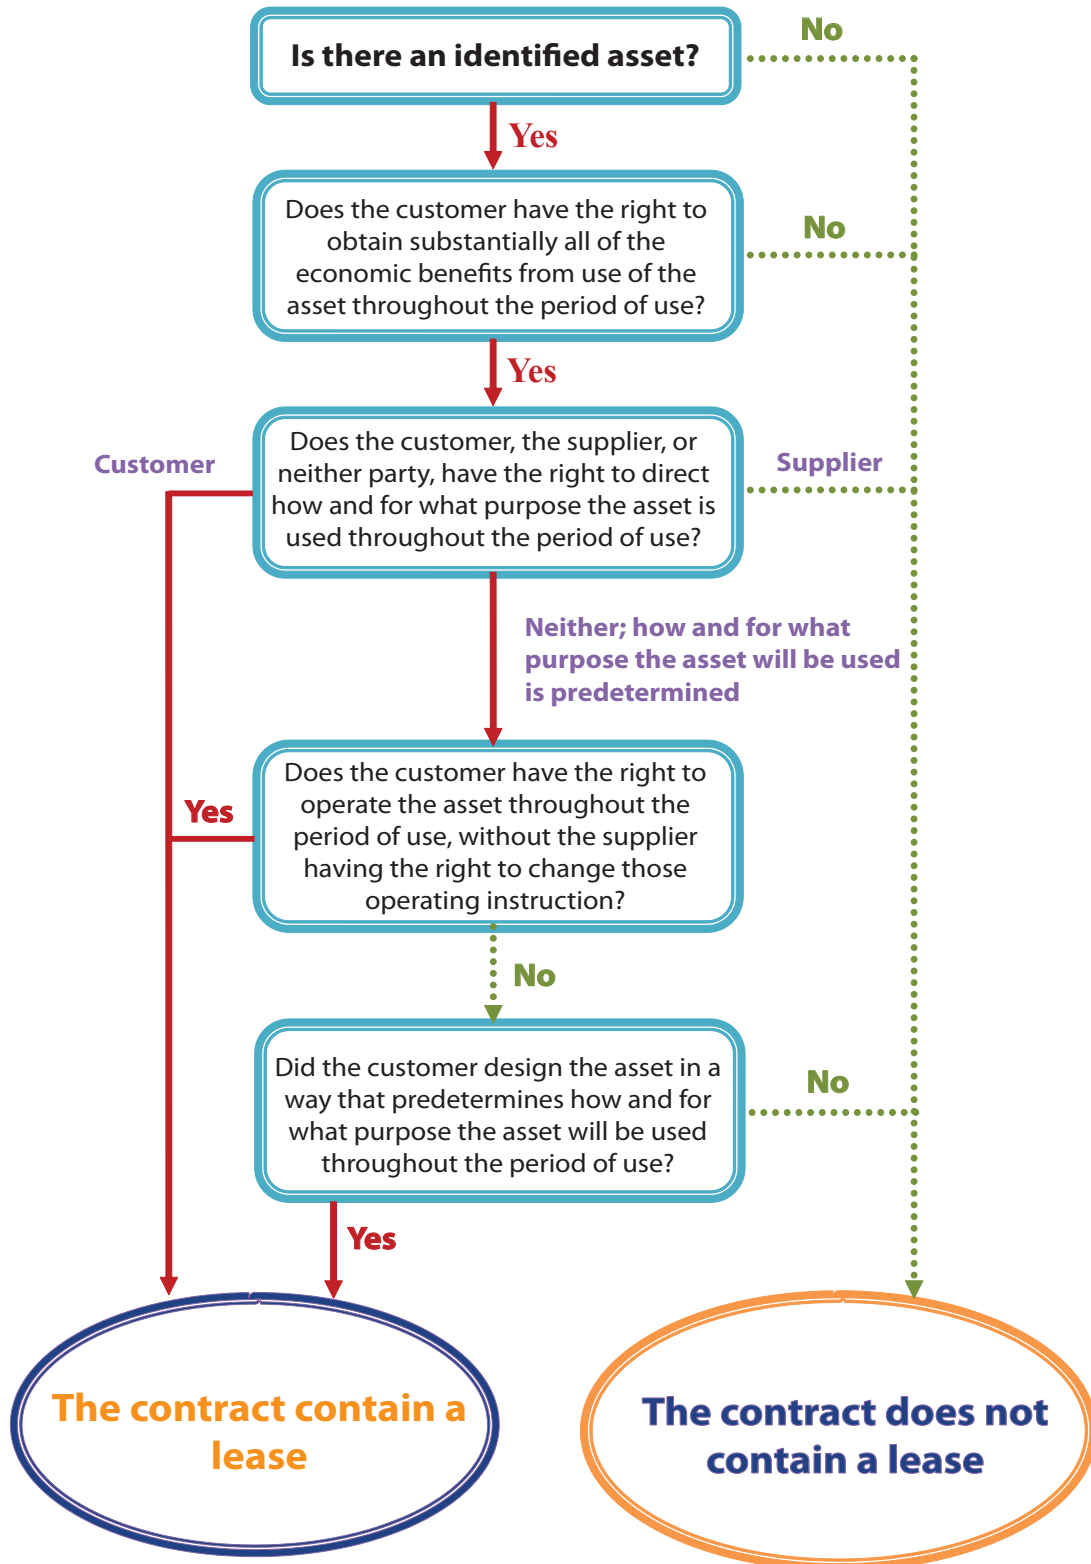 Is there an identified asset?
No
Yes
Does the customer have the right to
obtain substantially all of the
economic benefits from use of the
asset throughout the period of use?
No
Yes
Does the customer, the supplier, or
neither party, have the right to direct
how and for what purpose the asset is
used throughout the period of use?
Customer
Supplier
Neither; how and for what
purpose the asset will be used
is predetermined
Does the customer have the right to
operate the asset throughout the
period of use, without the supplier
having the right to change those
operating instruction?
Yes
No
Did the customer design the asset in a
way that predetermines how and for
what purpose the asset will be used
throughout the period of use?
No
Yes
The contract contain a
lease
The contract does not
contain a lease